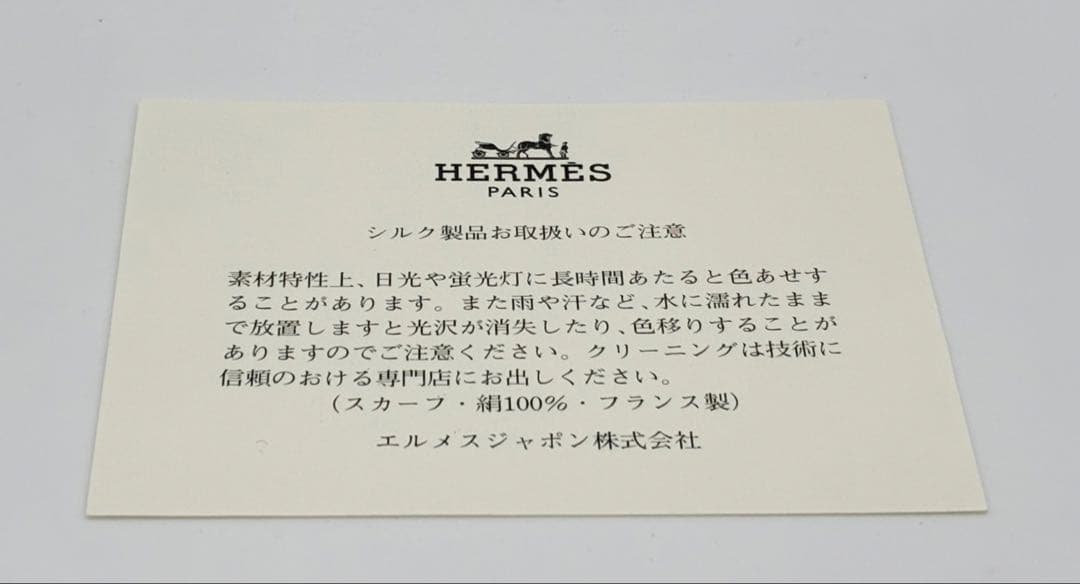 HERMÈS
PARIS
シルク製品お取扱いのご注意
素材特性上、日光や蛍光灯に長時間あたると色あせす
ることがあります。また雨や汗など、水に濡れたまま
で放置しますと光沢が消失したり、色移りすることが
ありますのでご注意ください。クリーニングは技術に
信頼のおける専門店にお出しください。
（スカーフ・絹100％・フランス製）
エルメスジャポン株式会社